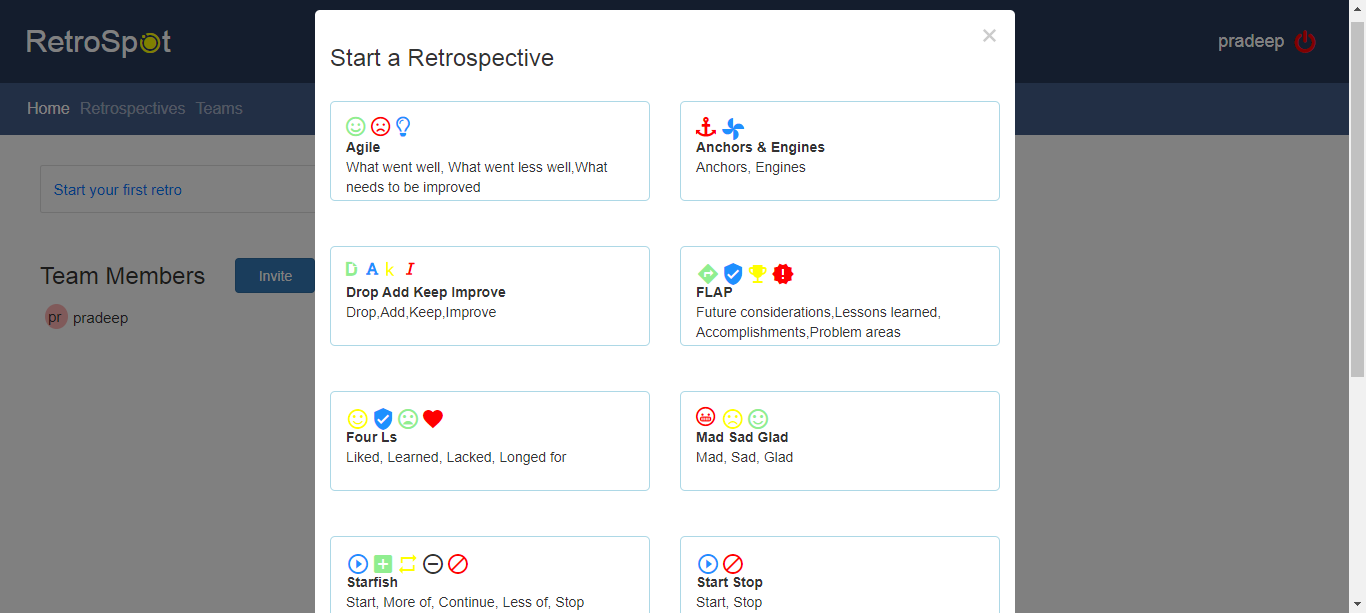 RetroSpot
pradeep
Home Retrospectives Teams
Start your first retro
Team Members
Invite
pr pradeep
×
Start a Retrospective
Agile
What went well, What went less well,What
needs to be improved
Anchors & Engines
Anchors, Engines
D A k I
Drop Add Keep Improve
Drop,Add,Keep,Improve
FLAP
Future considerations,Lessons learned,
Accomplishments,Problem areas
Four Ls
Liked, Learned, Lacked, Longed for
Mad Sad Glad
Mad, Sad, Glad
Starfish
Start, More of, Continue, Less of, Stop
Start Stop
Start, Stop